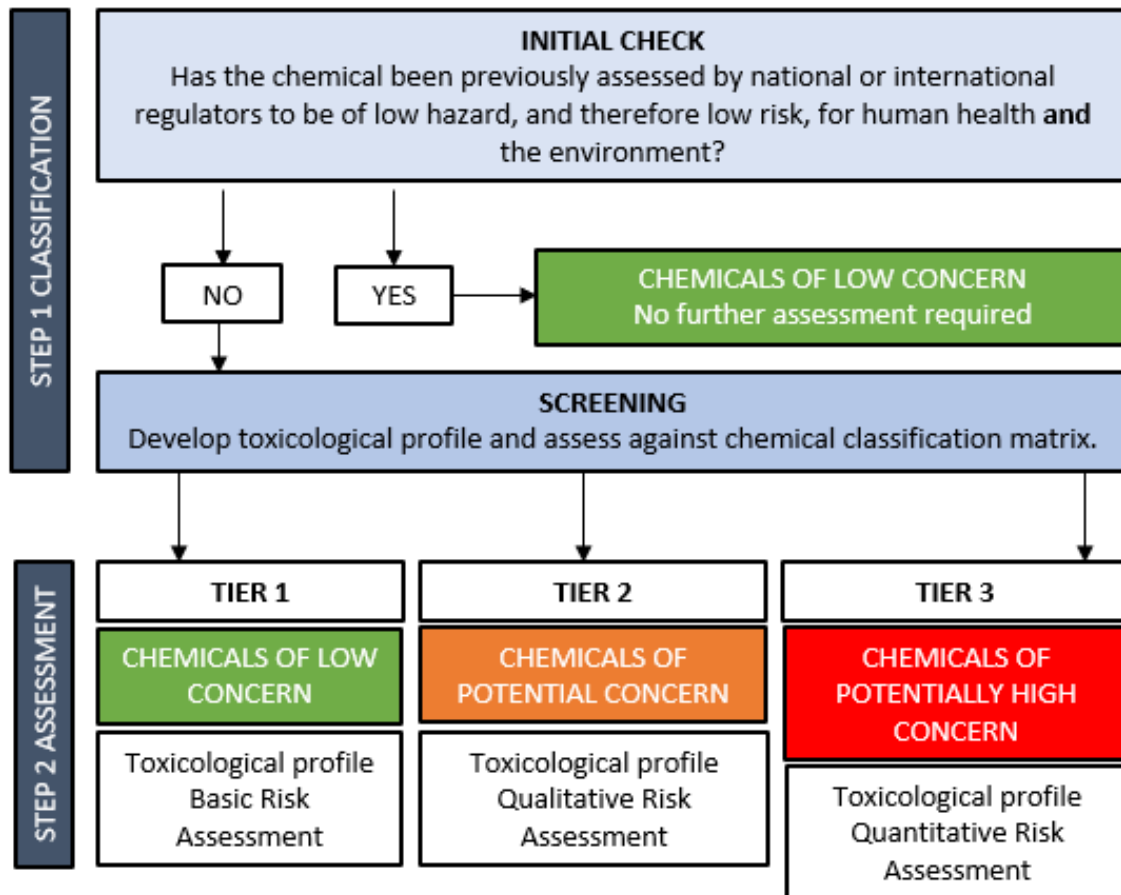 STEP 1 CLASSIFICATION
INITIAL CHECK
Has the chemical been previously assessed by national or international
regulators to be of low hazard, and therefore low risk, for human health and
the environment?
NO
YES
CHEMICALS OF LOW CONCERN
No further assessment required
SCREENING
Develop toxicological profile and assess against chemical classification matrix.
STEP 2 ASSESSMENT
TIER 1
CHEMICALS OF LOW
CONCERN
Toxicological profile
Basic Risk
Assessment
TIER 2
CHEMICALS OF
POTENTIAL CONCERN
Toxicological profile
Qualitative Risk
Assessment
TIER 3
CHEMICALS OF
POTENTIALLY HIGH
CONCERN
Toxicological profile
Quantitative Risk
Assessment